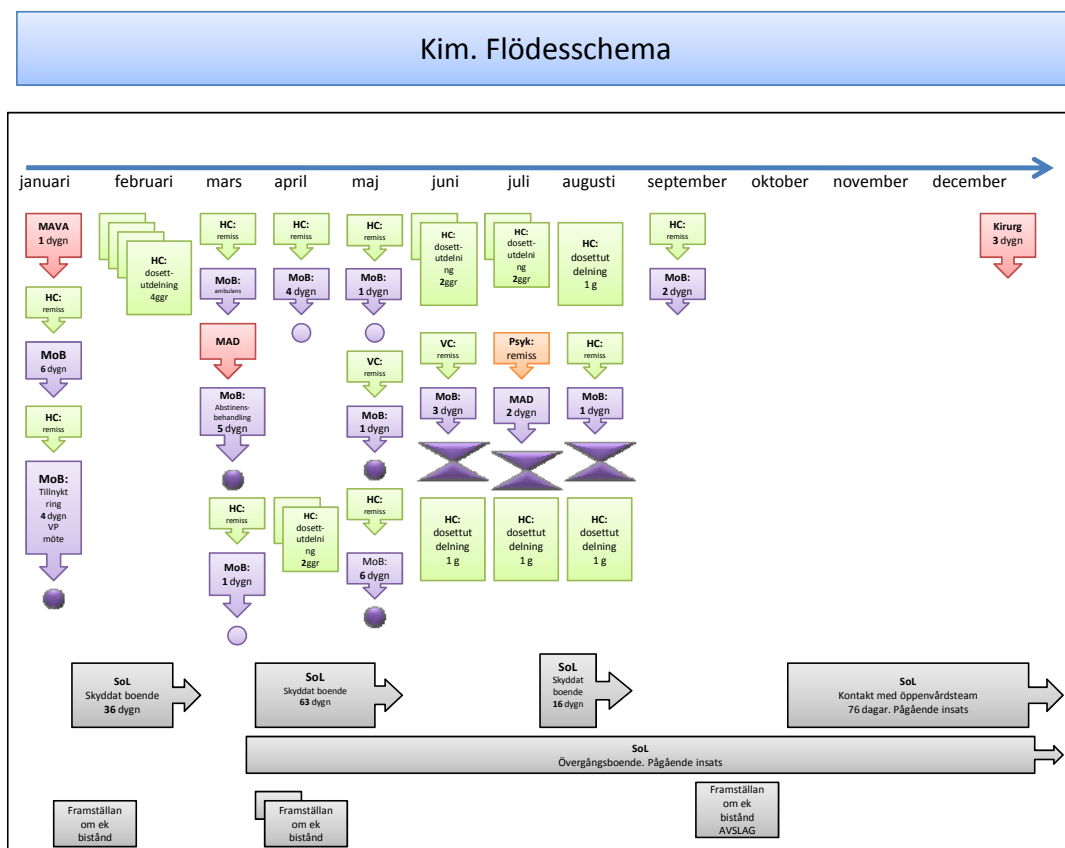 Kim. Flödesschema
januari februari mars april maj juni juli augusti september oktober november december
MAVA
1 dygn
HC:
remiss
MoB
6 dygn
HC:
remiss
MoB:
Tillnykt
ring
4 dygn
VP
möte
HC:
dosett-
utdelning
4ggr
HC:
remiss
MoB:
ambulans
MAD
MoB:
Abstinens-
behandling
5 dygn
HC:
remiss
MoB:
1 dygn
HC:
remiss
MoB:
4 dygn
HC:
dosett-
utdelni
ng
2ggr
HC:
remiss
MoB:
1 dygn
VC:
remiss
MoB:
1 dygn
HC:
remiss
MoB:
6 dygn
HC:
dosett-
utdelni
ng
2ggr
VC:
remiss
MoB:
3 dygn
HC:
dosettut
delning
1 g
HC:
dosett-
utdelni
ng
2ggr
Psyk:
remiss
MAD
2 dygn
HC:
dosettut
delning
1 g
HC:
dosettut
delning
1 g
HC:
remiss
MoB:
1 dygn
HC:
dosettut
delning
1 g
HC:
remiss
MoB:
2 dygn
Kirurg
3 dygn
SoL
Skyddat boende
36 dygn
SoL
Skyddat boende
63 dygn
SoL
Skyddat
boende
16 dygn
SoL
Kontakt med öppenvårdsteam
76 dagar. Pågående insats
SoL
Övergångsboende. Pågående insats
Framställan
om ek
bistånd
Framställan
om ek
bistånd
Framställan
om ek
bistånd
AVSLAG